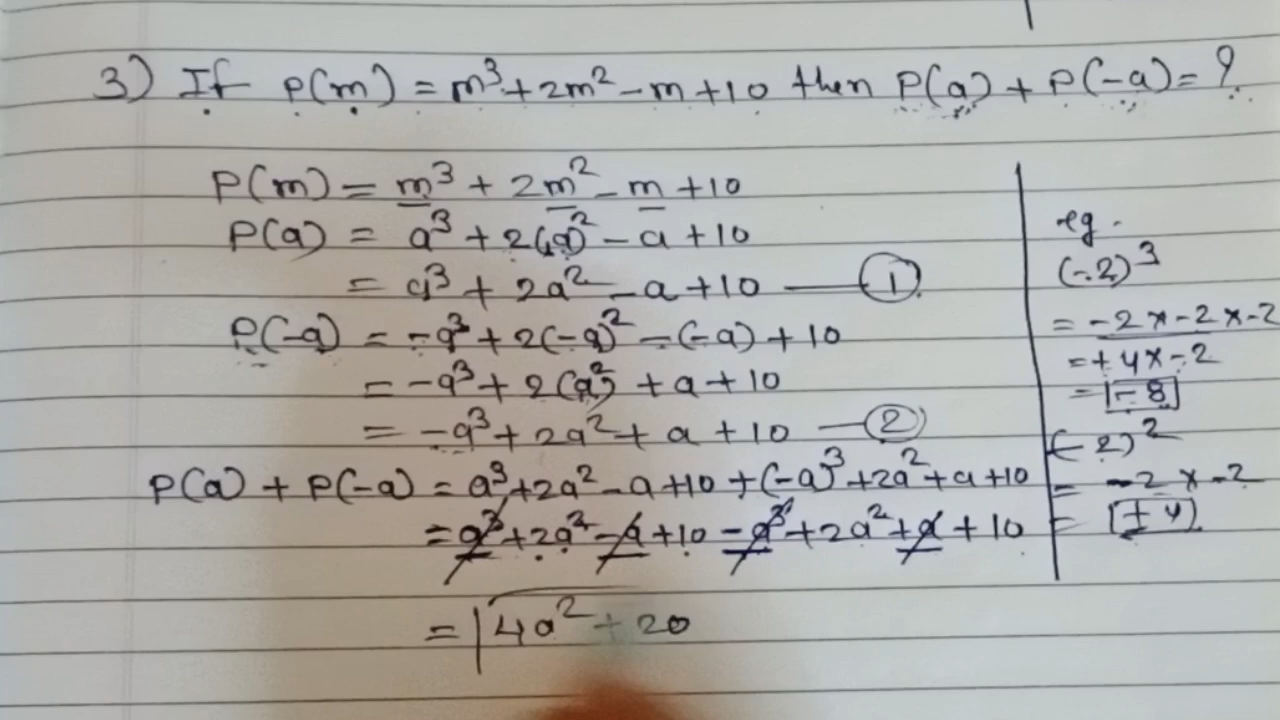 3) If P(m) = m³ + 2m² - m + 10 then P(a) + P(-a) = ?
P(m) = m³ + 2m² - m + 10
P(a) = a³ + 2(a)² - a + 10
= a³ + 2a² - a + 10 —— ①
P(-a) = -a³ + 2(-a)² - (-a) + 10
= -a³ + 2(a²) + a + 10
= -a³ + 2a² + a + 10 — ②
P(a) + P(-a) = a³ + 2a² - a + 10 + (-a)³ + 2a² + a + 10
= a³ + 2a² - a + 10 - a³ + 2a² + a + 10
= 4a² + 20
eg.
(-2)³
= -2 x -2 x -2
= + 4 x - 2
= - 8
(-2)²
= -2 x -2
= + 4